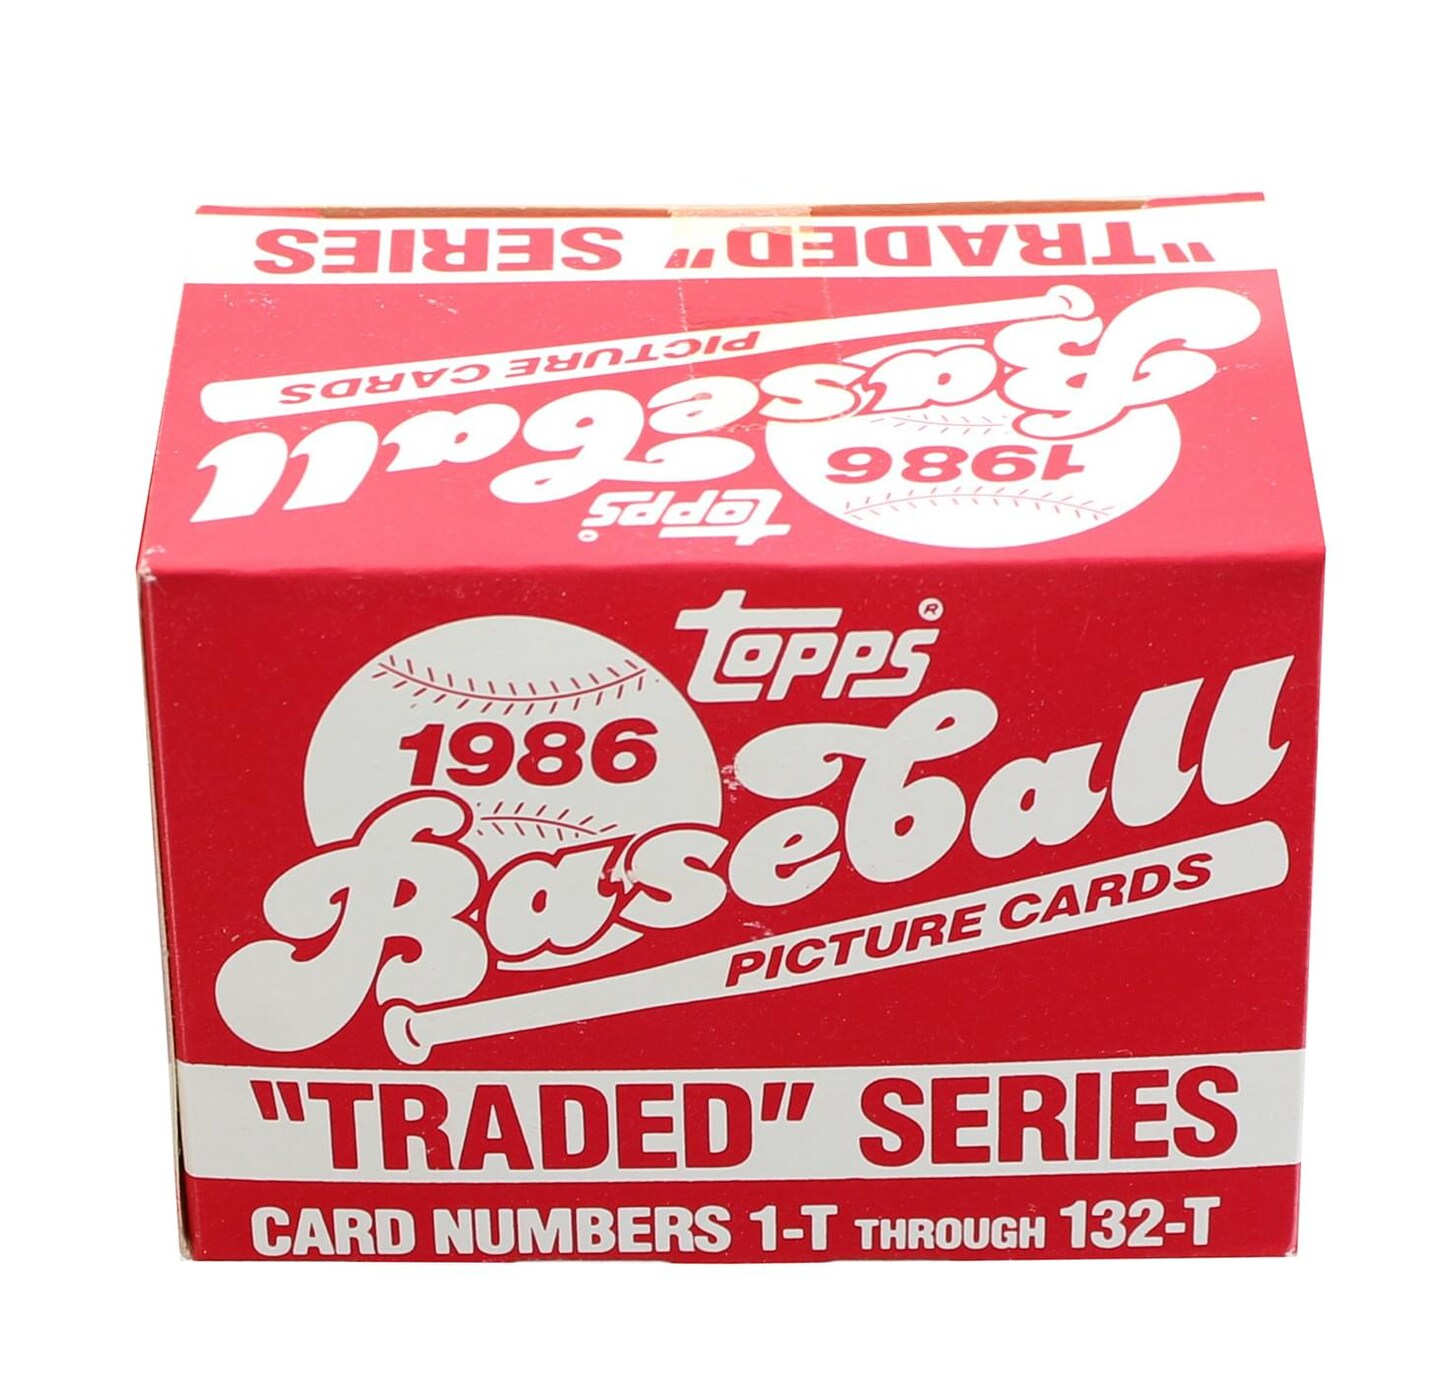 "TRADED" SERIES
PICTURE CARDS
Baseball
1986
topps
topps®
1986
Baseball
PICTURE CARDS
"TRADED" SERIES
CARD NUMBERS 1-T THROUGH 132-T